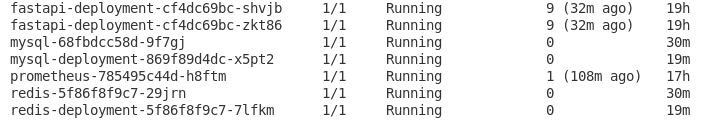 fastapi-deployment-cf4dc69bc-shvjb 1/1 Running 9 (32m ago) 19h
fastapi-deployment-cf4dc69bc-zkt86 1/1 Running 9 (32m ago) 19h
mysql-68fbdcc58d-9f7gj 1/1 Running 0 30m
mysql-deployment-869f89d4dc-x5pt2 1/1 Running 0 19m
prometheus-785495c44d-h8ftm 1/1 Running 1 (108m ago) 17h
redis-5f86f8f9c7-29jrn 1/1 Running 0 30m
redis-deployment-5f86f8f9c7-7lfkm 1/1 Running 0 19m